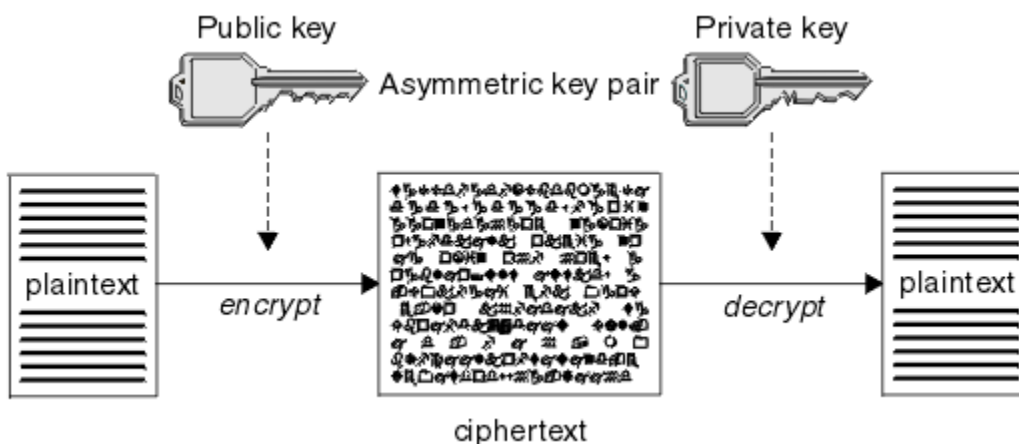 Public key
Private key
Asymmetric key pair
plaintext
encrypt
decrypt
plaintext
ciphertext